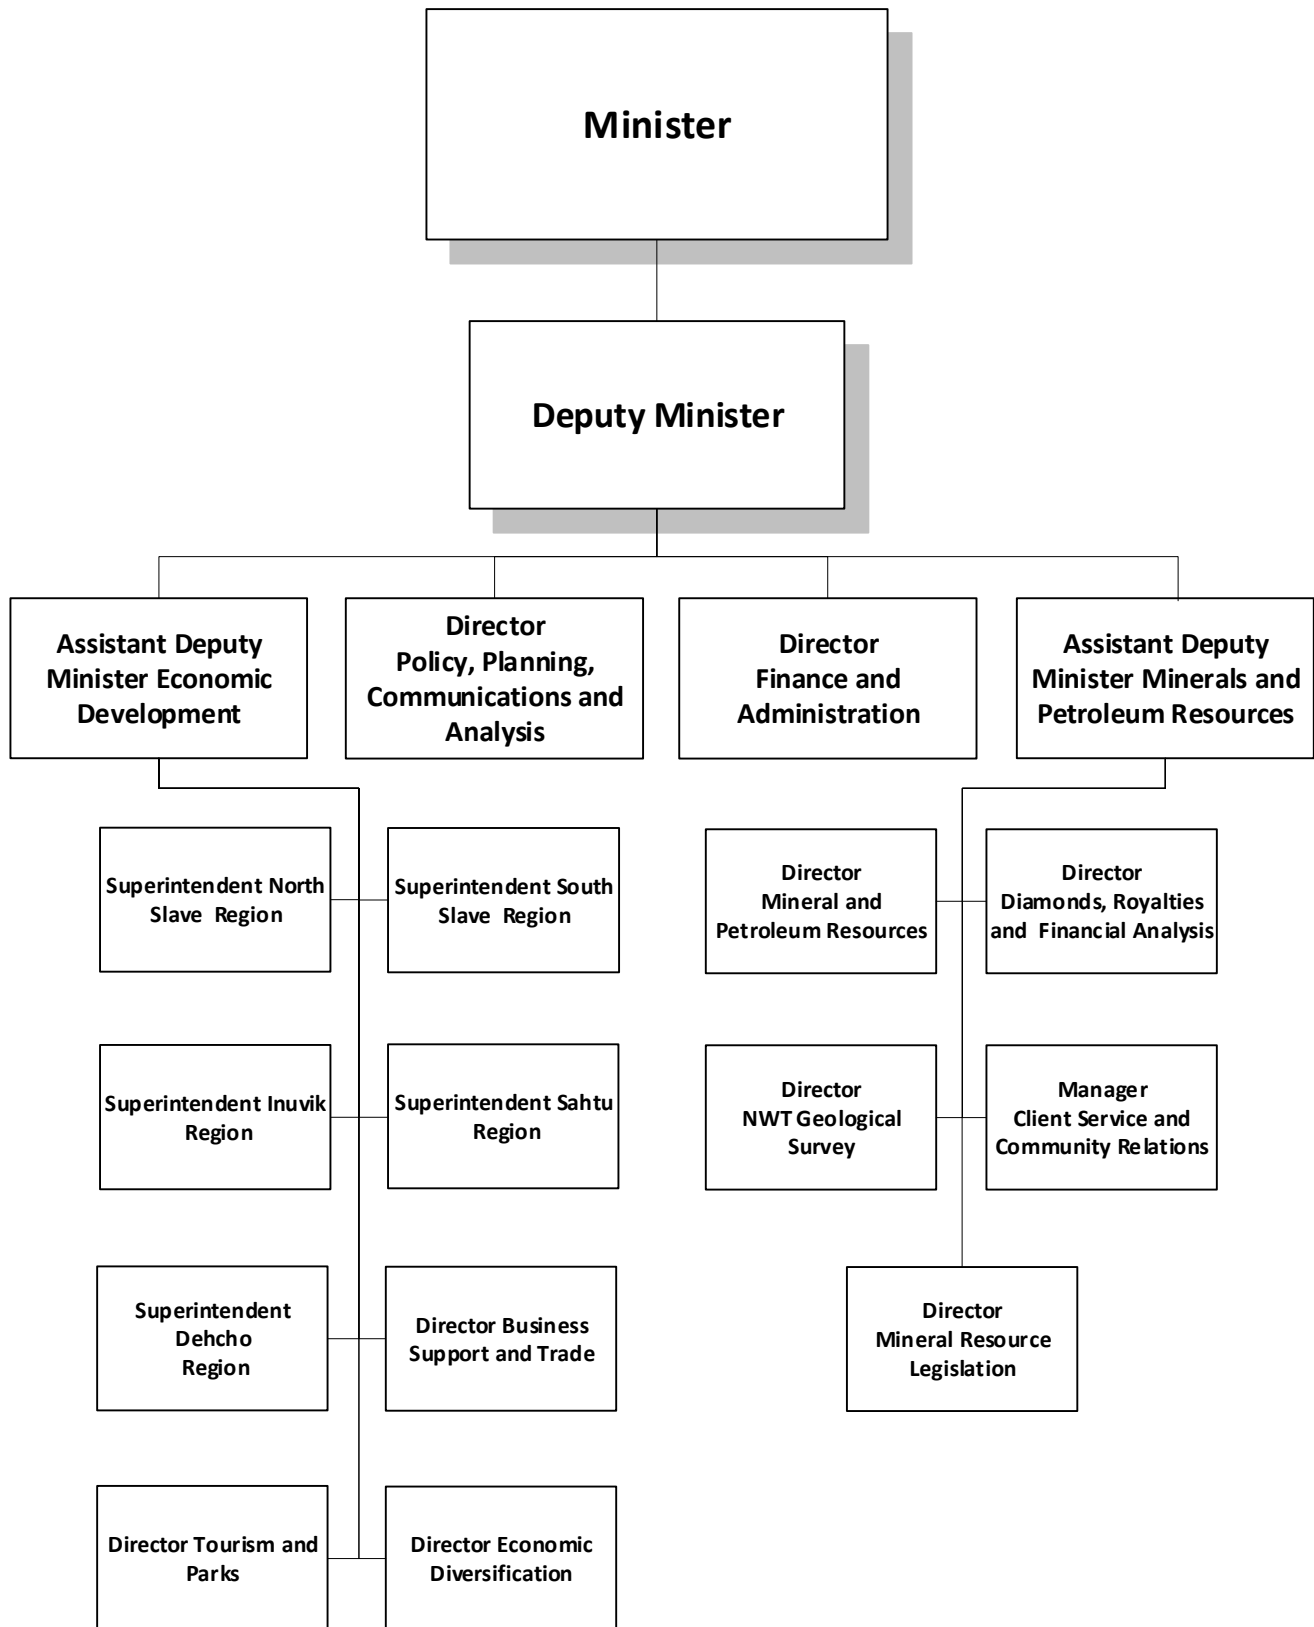 Minister
Deputy Minister
Assistant Deputy
Minister Economic
Development
Director
Policy, Planning,
Communications and
Analysis
Director
Finance and
Administration
Assistant Deputy
Minister Minerals and
Petroleum Resources
Superintendent North
Slave Region
Superintendent South
Slave Region
Director
Mineral and
Petroleum Resources
Director
Diamonds, Royalties
and Financial Analysis
Superintendent Inuvik
Region
Superintendent Sahtu
Region
Director
NWT Geological
Survey
Manager
Client Service and
Community Relations
Superintendent
Dehcho
Region
Director Business
Support and Trade
Director
Mineral Resource
Legislation
Director Tourism and
Parks
Director Economic
Diversification